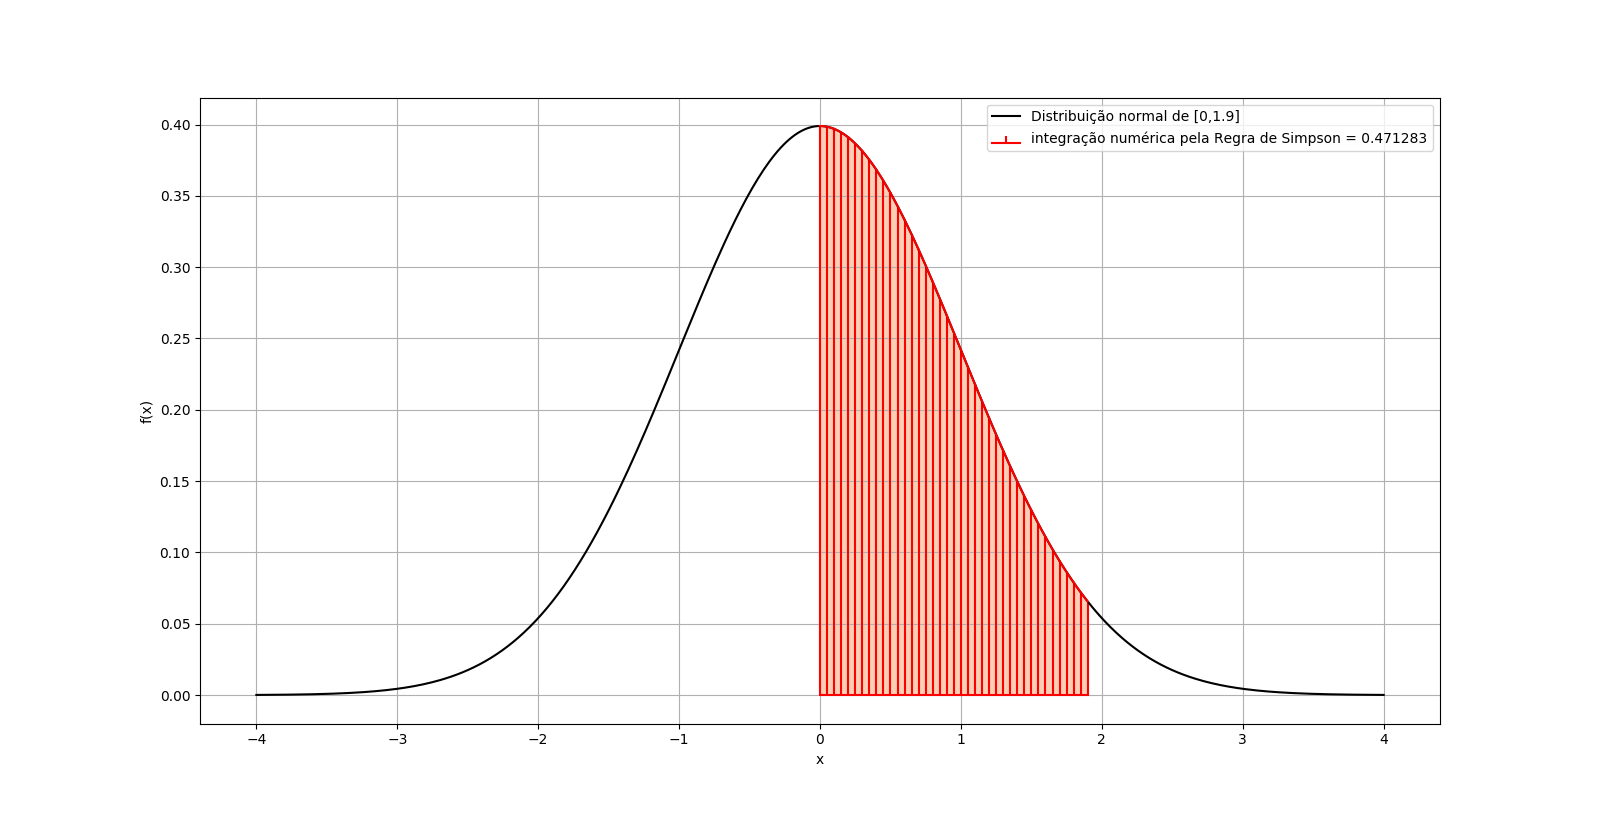 Distribuição normal de [0,1.9]
integração numérica pela Regra de Simpson = 0.471283
0.40
0.35
0.30
0.25
0.20
0.15
0.10
0.05
0.00
f(x)
−4 −3 −2 −1 0 1 2 3 4
x